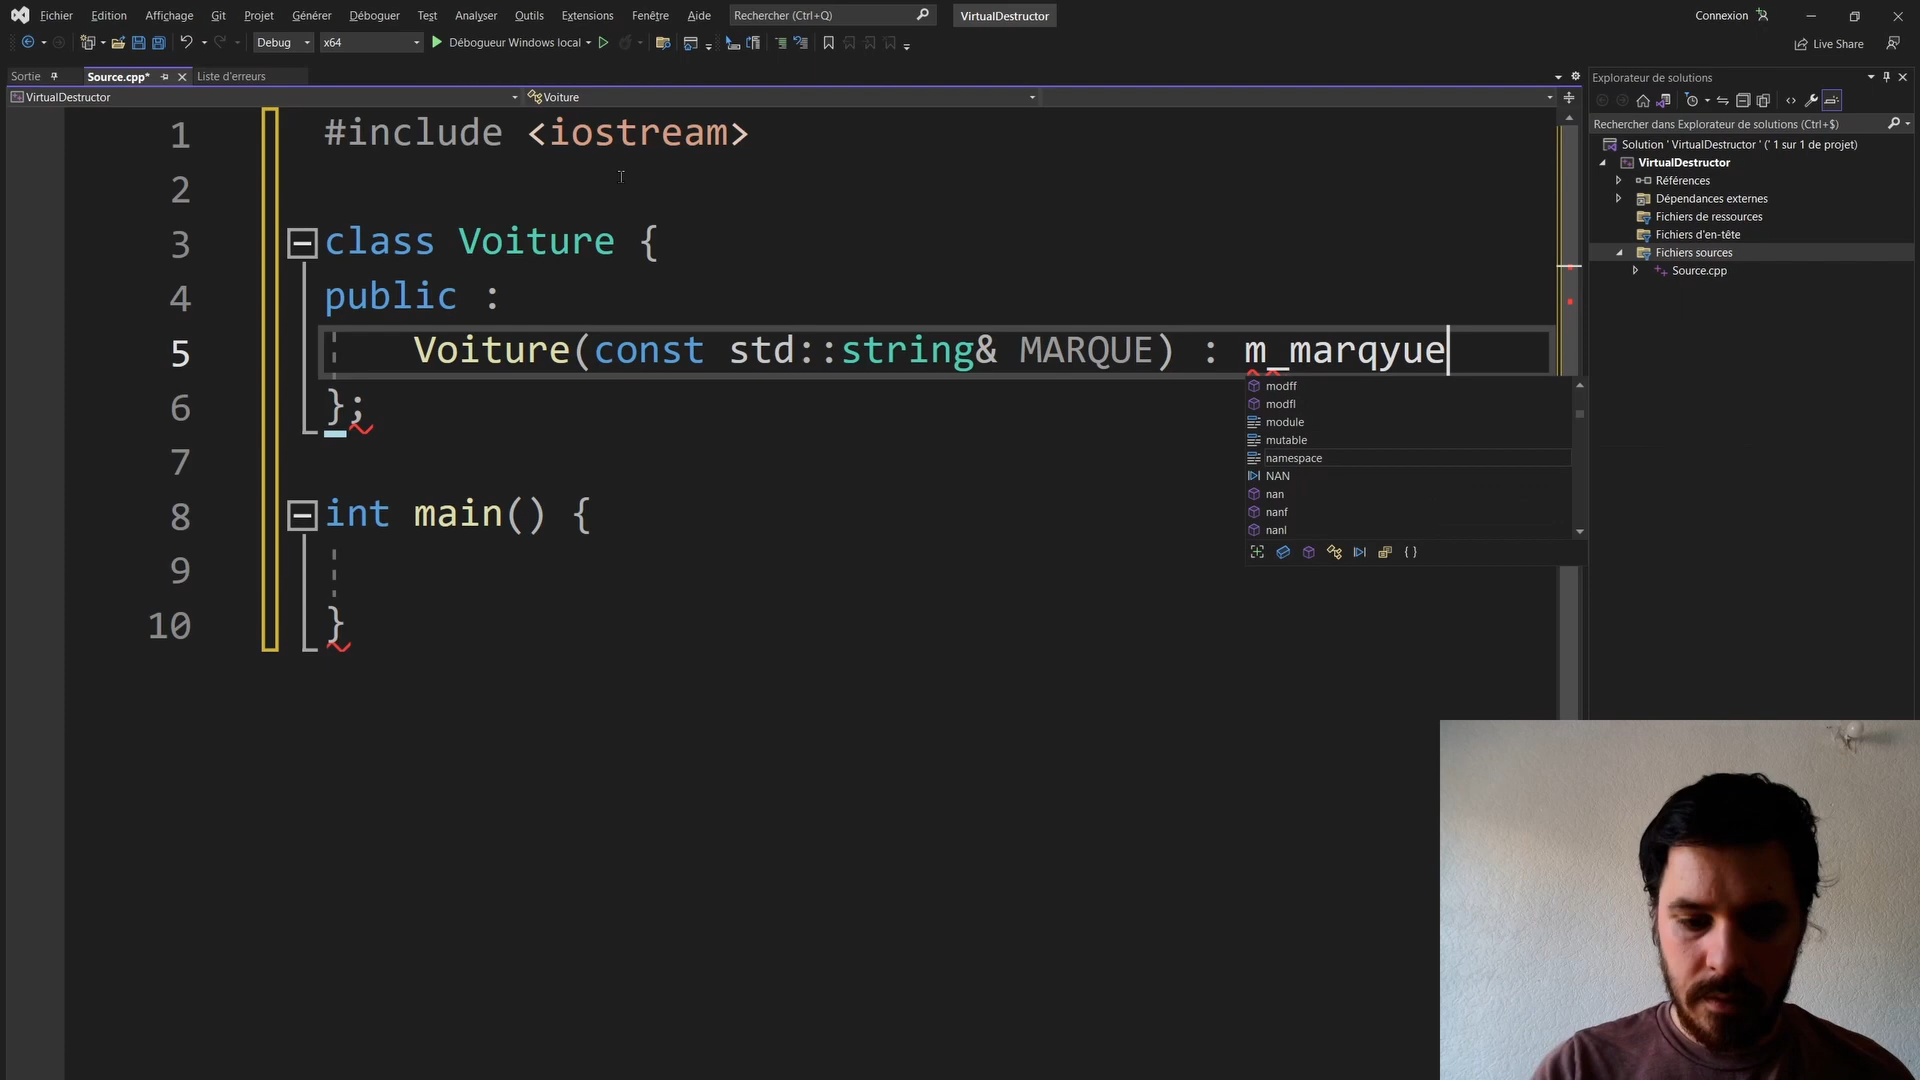 Fichier Edition Affichage Git Projet Générer Déboguer Test Analyser Outils Extensions Fenêtre Aide Rechercher (Ctrl+Q) VirtualDestructor Connexion
Debug x64 Débogueur Windows local Live Share
Sortie Source.cpp* Liste d'erreurs
VirtualDestructor Voiture
1 #include <iostream>
2
3 class Voiture {
4 public :
5 Voiture(const std::string& MARQUE) : m_marqyue
6 };
7
8 int main() {
9
10 }
modff
modfl
module
mutable
namespace
NAN
nan
nanf
nanl
Explorateur de solutions
Rechercher dans Explorateur de solutions (Ctrl+$)
Solution ' VirtualDestructor ' (' 1 sur 1 de projet)
VirtualDestructor
Références
Dépendances externes
Fichiers de ressources
Fichiers d'en-tête
Fichiers sources
Source.cpp